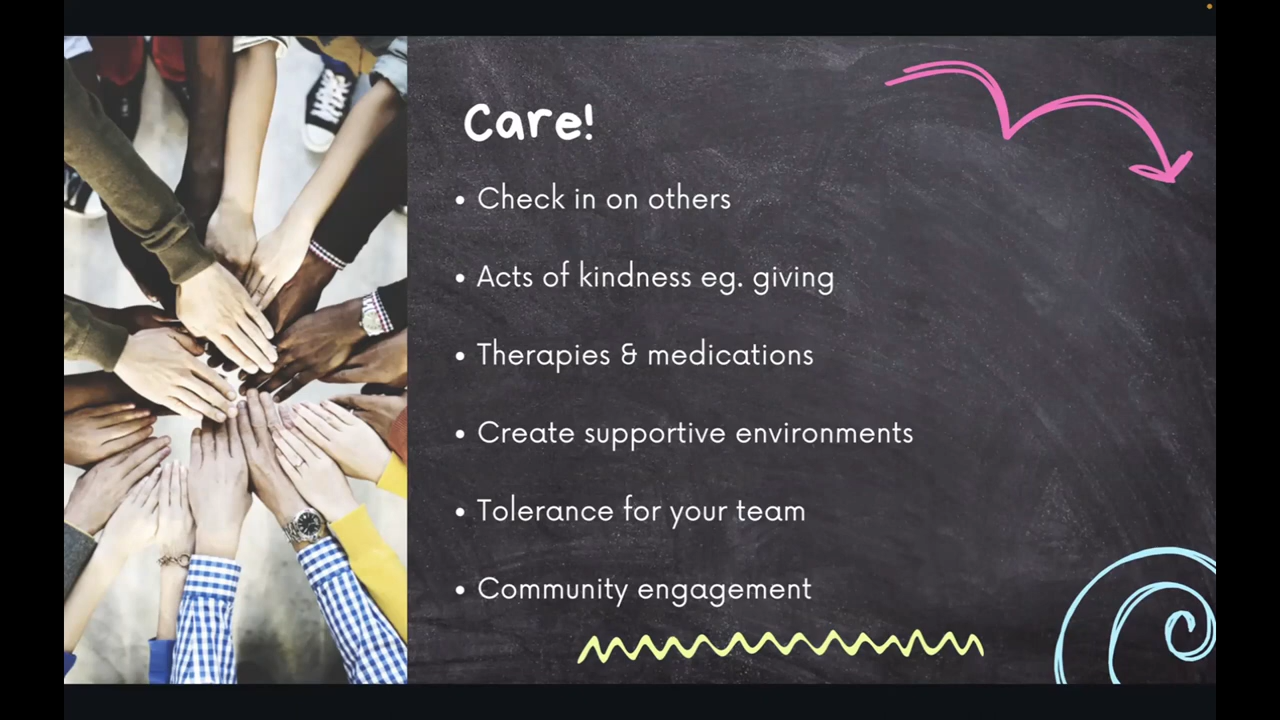 Care!
• Check in on others
• Acts of kindness eg. giving
• Therapies & medications
• Create supportive environments
• Tolerance for your team
• Community engagement